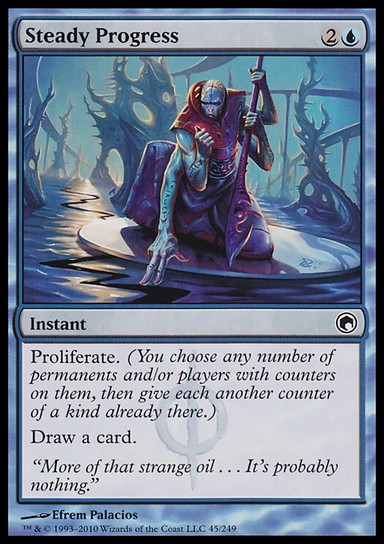 Steady Progress 2
Instant
Proliferate. (You choose any number of
permanents and/or players with counters
on them, then give each another counter
of a kind already there.)
Draw a card.
“More of that strange oil . . . It’s probably
nothing.”
Efrem Palacios
™ & © 1993–2010 Wizards of the Coast LLC 45/249